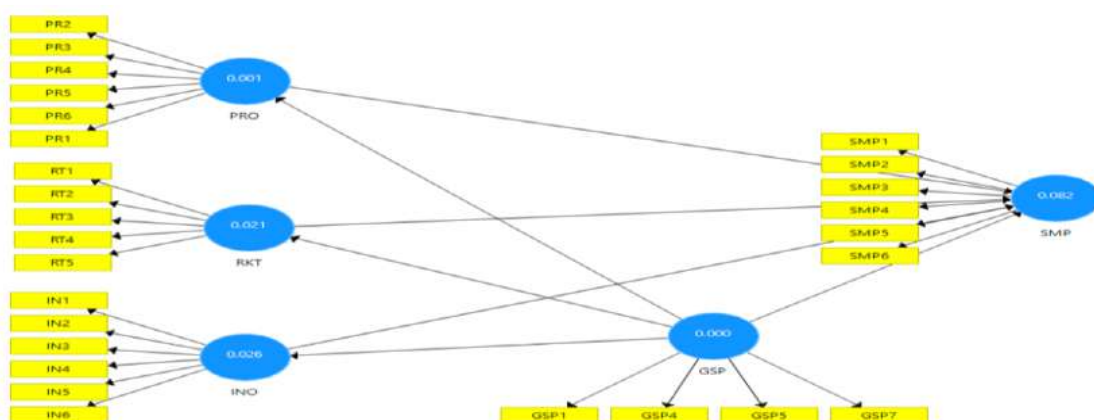 PR2
PR3
PR4
PR5
PR6
PR1
0.001
PRO
RT1
RT2
RT3
RT4
RT5
0.021
RKT
IN1
IN2
IN3
IN4
IN5
IN6
0.026
INO
SMP1
SMP2
SMP3
SMP4
SMP5
SMP6
0.082
SMP
0.000
GSP
GSP1
GSP4
GSP5
GSP7